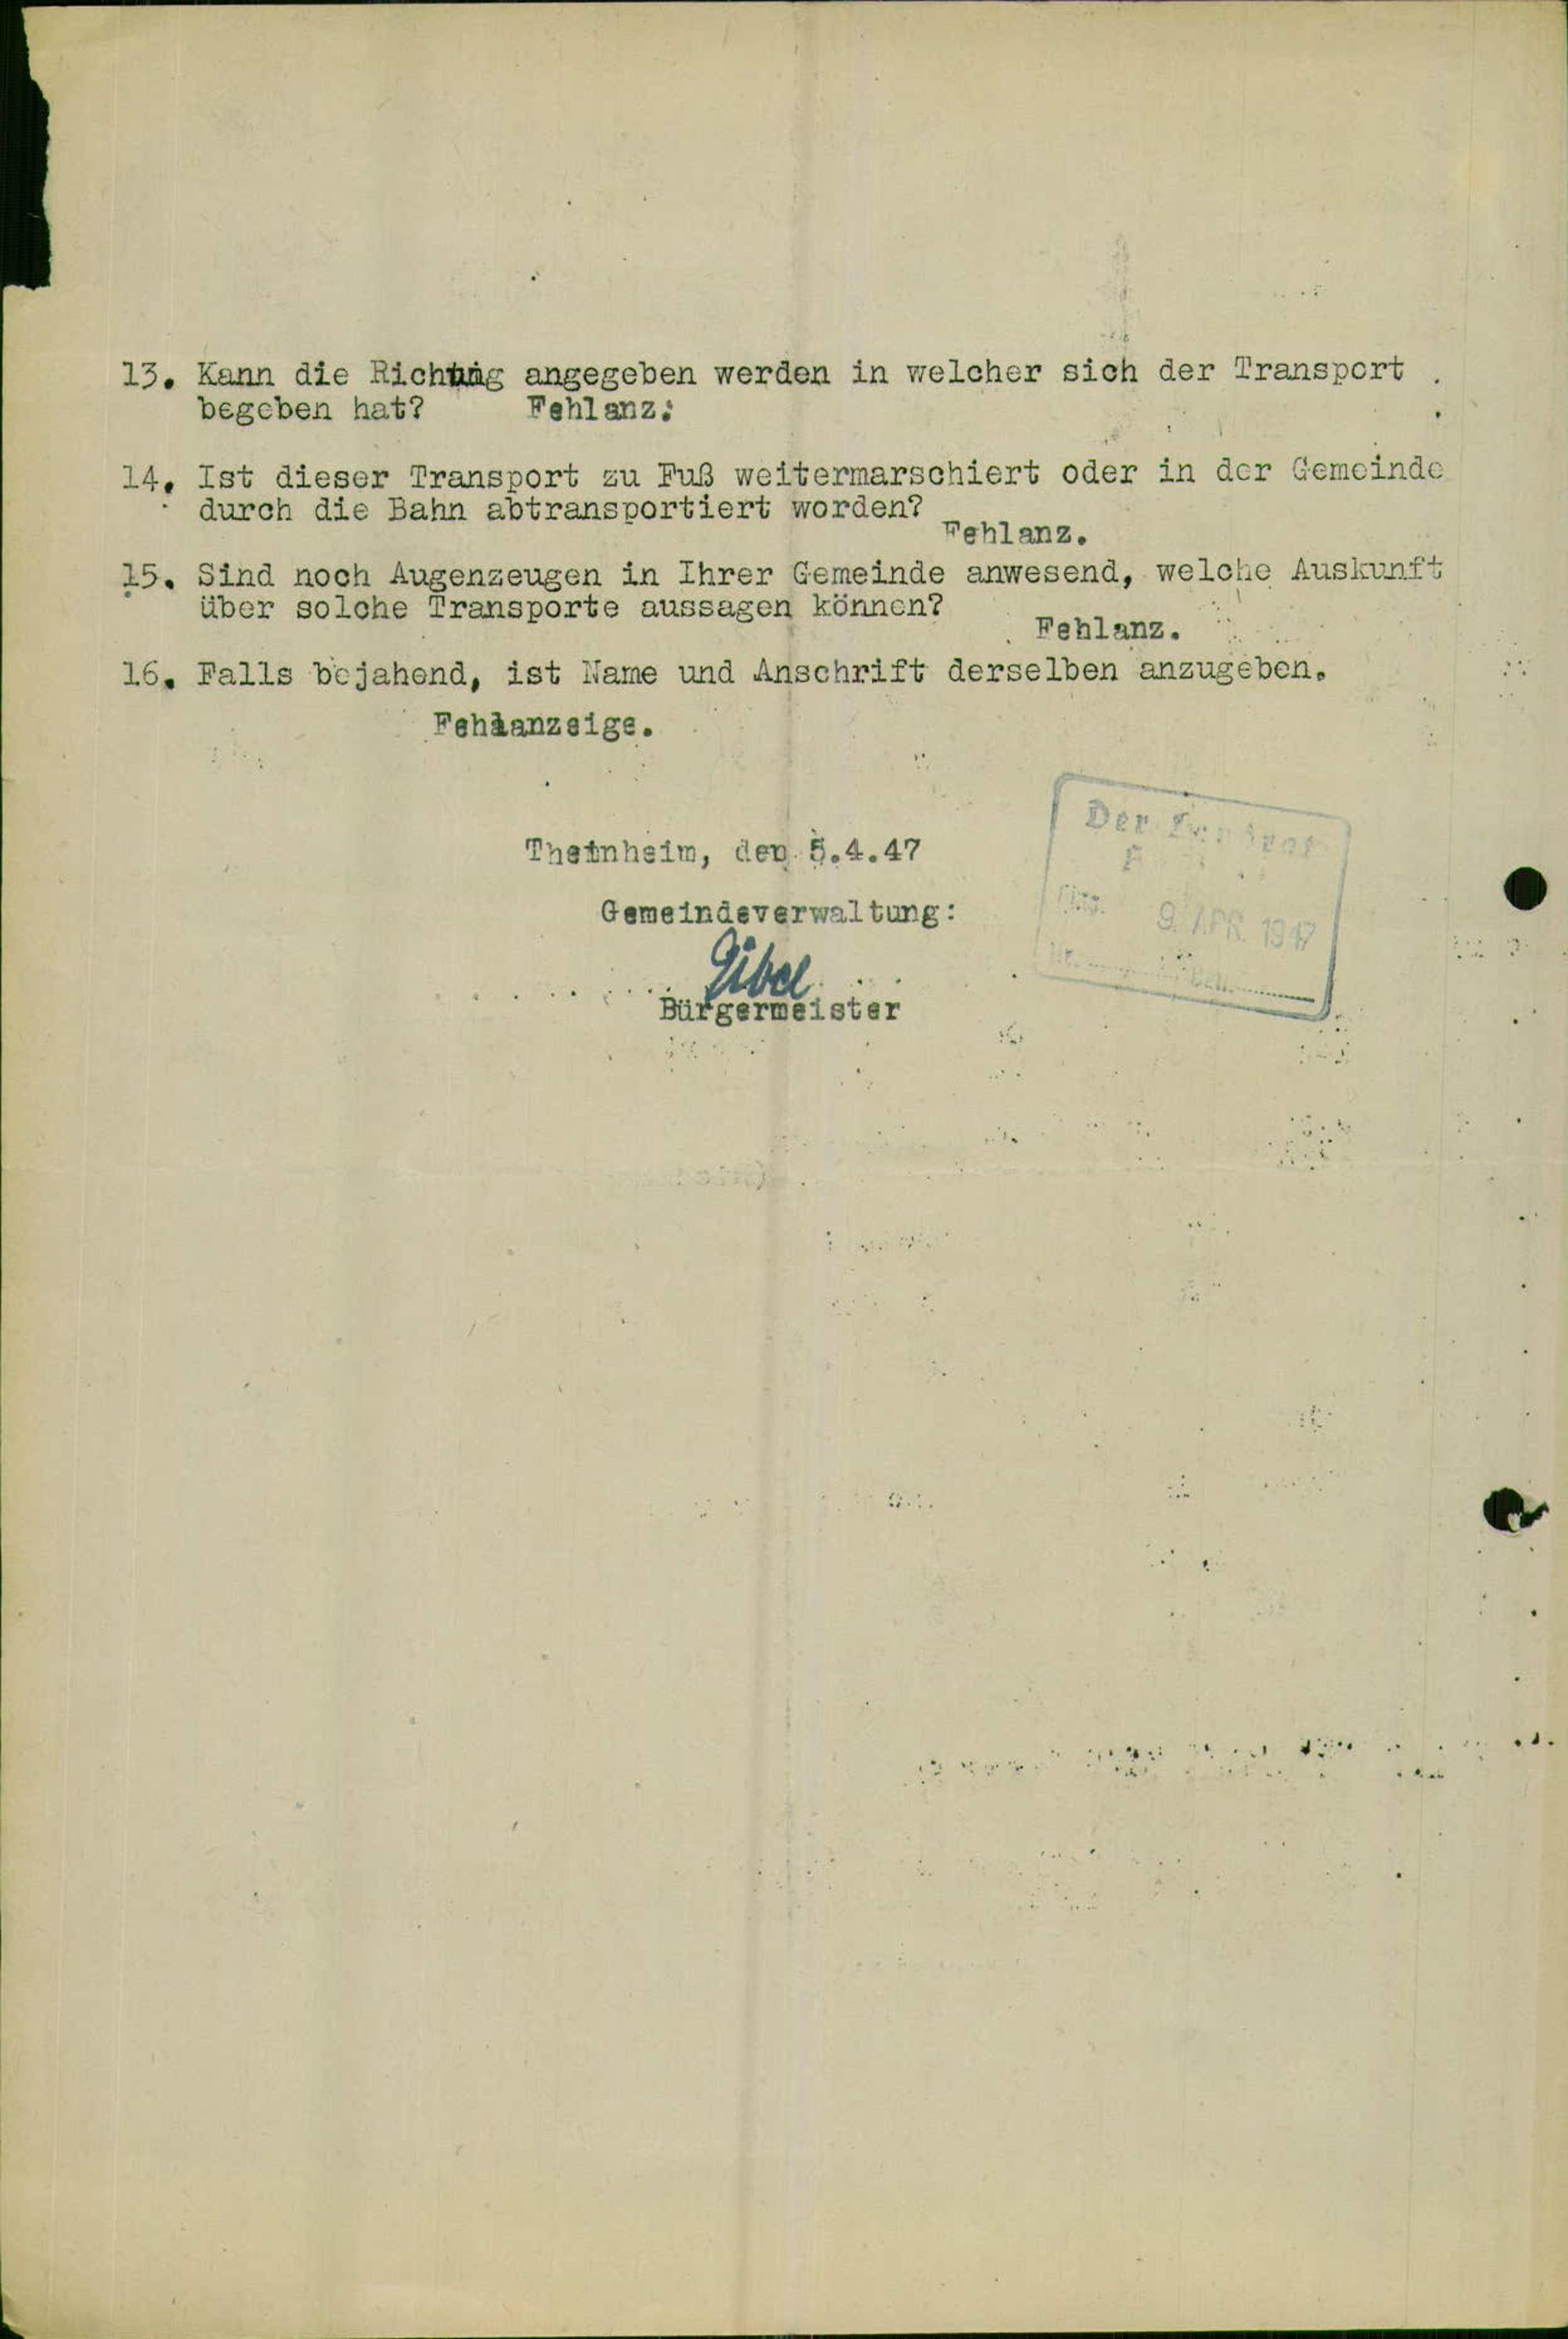 13. Kann die Richtung angegeben werden in welcher sich der Transport
begeben hat? Fehlanz:
14. Ist dieser Transport zu Fuß weitermarschiert oder in der Gemeinde
durch die Bahn abtransportiert worden?
Fehlanz.
15. Sind noch Augenzeugen in Ihrer Gemeinde anwesend, welche Auskunft
über solche Transporte aussagen können?
Fehlanz.
16. Falls bejahend, ist Name und Anschrift derselben anzugeben.
Fehlanzeige.
Theinheim, den 5.4.47
Gemeindeverwaltung:
Bürgermeister
Der
9. APR. 1947